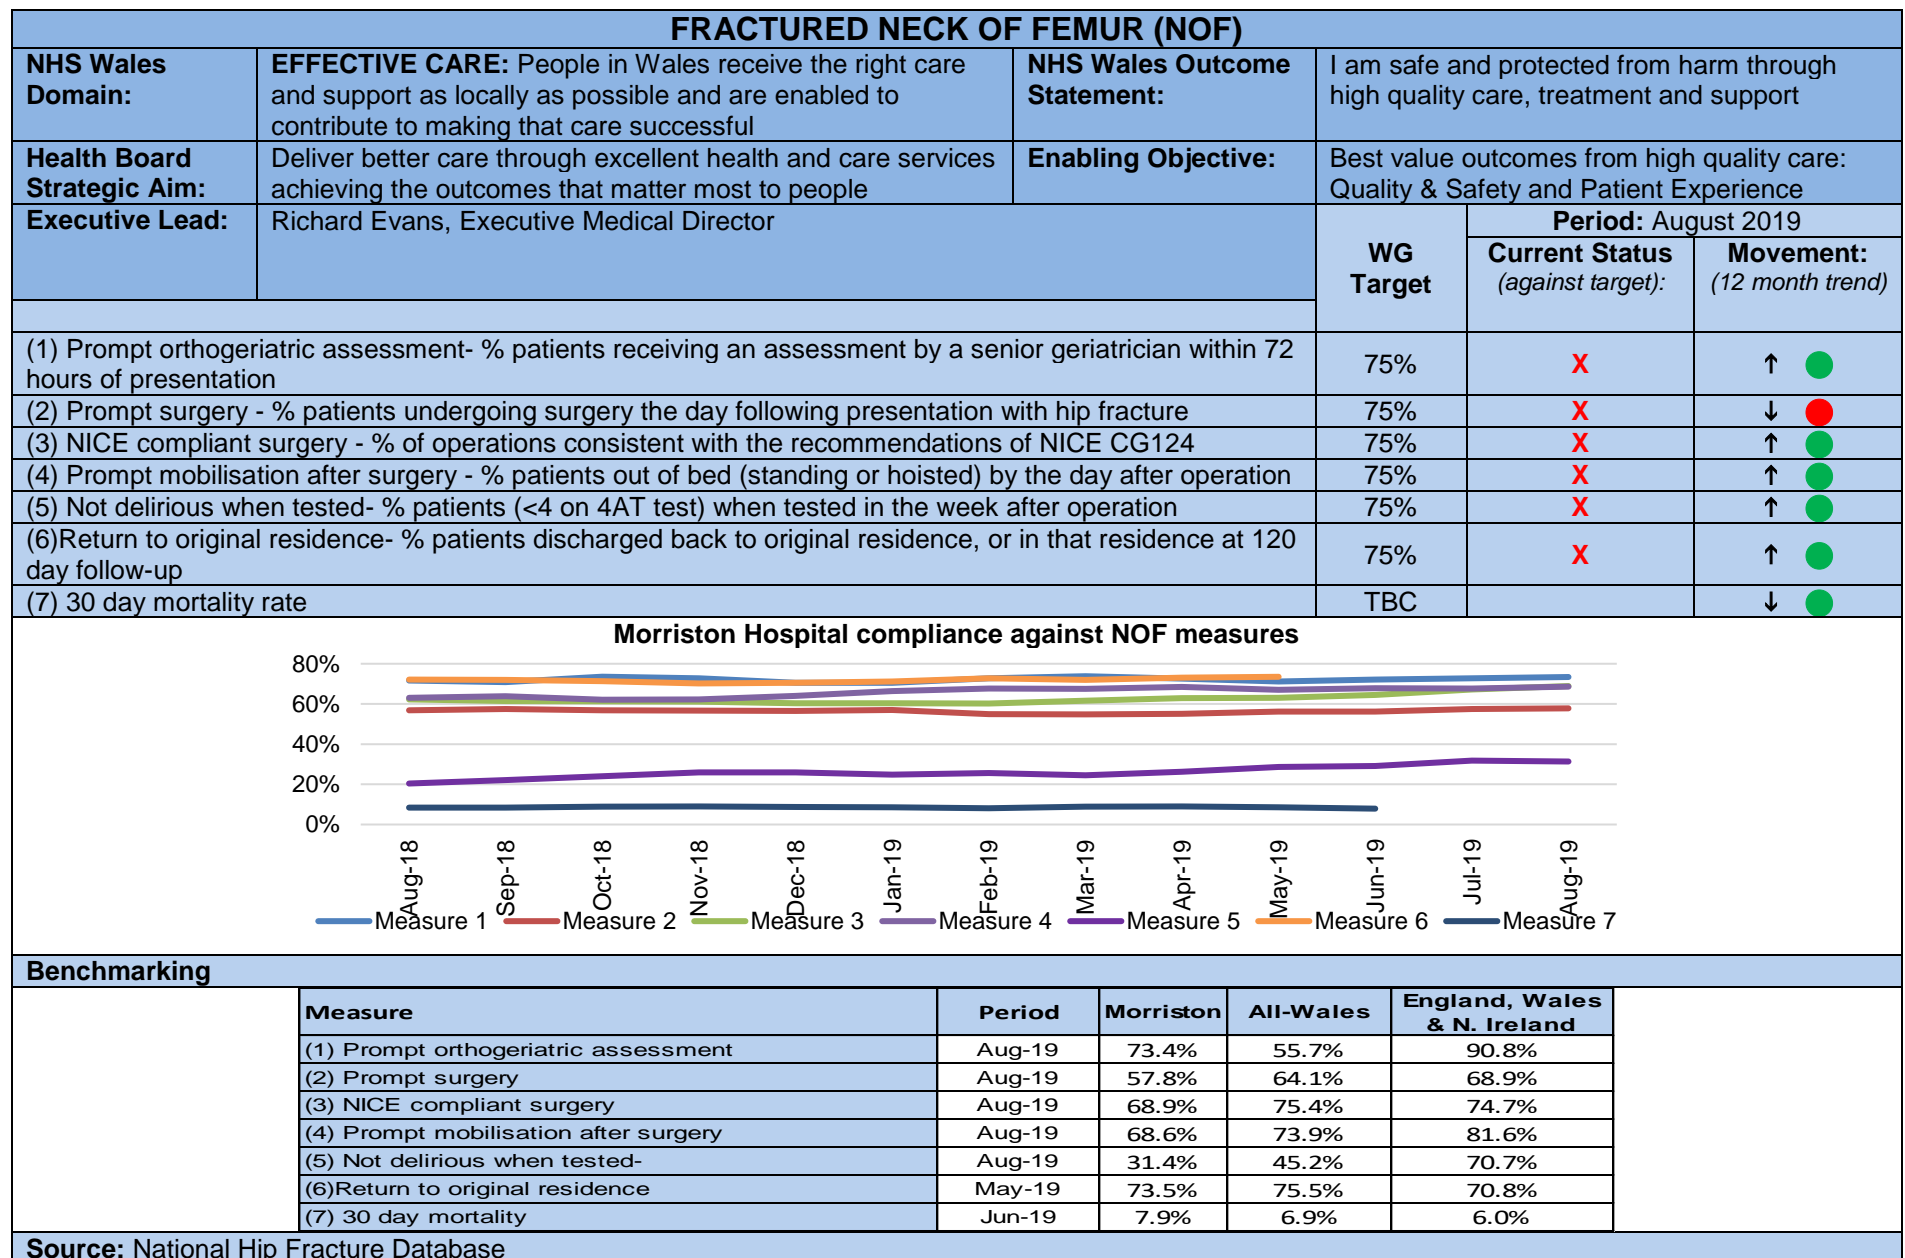 FRACTURED NECK OF FEMUR (NOF)
NHS Wales
Domain:
EFFECTIVE CARE: People in Wales receive the right care
and support as locally as possible and are enabled to
contribute to making that care successful
NHS Wales Outcome
Statement:
I am safe and protected from harm through
high quality care, treatment and support
Health Board
Strategic Aim:
Deliver better care through excellent health and care services
achieving the outcomes that matter most to people
Enabling Objective:
Best value outcomes from high quality care:
Quality & Safety and Patient Experience
Executive Lead:
Richard Evans, Executive Medical Director
WG
Target
Period: August 2019
Current Status
(against target):
Movement:
(12 month trend)
(1) Prompt orthogeriatric assessment- % patients receiving an assessment by a senior geriatrician within 72
hours of presentation
75% X ↑
(2) Prompt surgery - % patients undergoing surgery the day following presentation with hip fracture 75% X ↓
(3) NICE compliant surgery - % of operations consistent with the recommendations of NICE CG124 75% X ↑
(4) Prompt mobilisation after surgery - % patients out of bed (standing or hoisted) by the day after operation 75% X ↑
(5) Not delirious when tested- % patients (<4 on 4AT test) when tested in the week after operation 75% X ↑
(6)Return to original residence- % patients discharged back to original residence, or in that residence at 120
day follow-up
75% X ↑
(7) 30 day mortality rate TBC ↓
Morriston Hospital compliance against NOF measures
80%
60%
40%
20%
0%
Aug-18
Sep-18
Oct-18
Nov-18
Dec-18
Jan-19
Feb-19
Mar-19
Apr-19
May-19
Jun-19
Jul-19
Aug-19
Measure 1 Measure 2 Measure 3 Measure 4 Measure 5 Measure 6 Measure 7
Benchmarking
Measure Period Morriston All-Wales England, Wales
& N. Ireland
(1) Prompt orthogeriatric assessment Aug-19 73.4% 55.7% 90.8%
(2) Prompt surgery Aug-19 57.8% 64.1% 68.9%
(3) NICE compliant surgery Aug-19 68.9% 75.4% 74.7%
(4) Prompt mobilisation after surgery Aug-19 68.6% 73.9% 81.6%
(5) Not delirious when tested- Aug-19 31.4% 45.2% 70.7%
(6)Return to original residence May-19 73.5% 75.5% 70.8%
(7) 30 day mortality Jun-19 7.9% 6.9% 6.0%
Source: National Hip Fracture Database